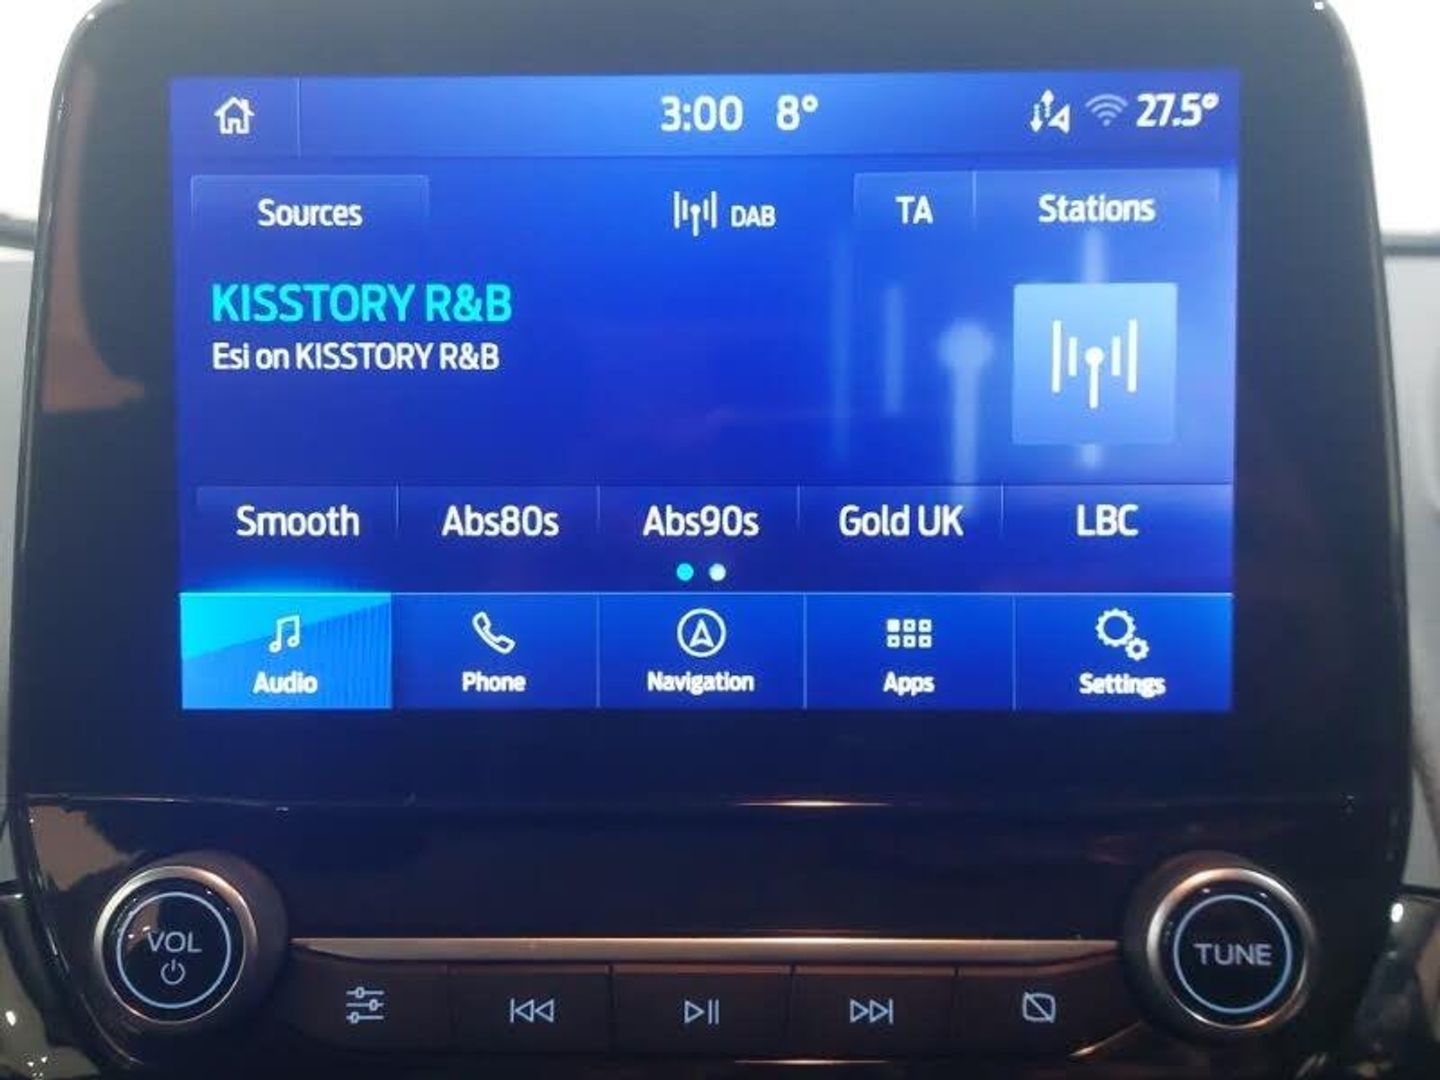 3:00 8° 27.5°
Sources DAB TA Stations
KISSTORY R&B
Esi on KISSTORY R&B
Smooth Abs80s Abs90s Gold UK LBC
Audio Phone Navigation Apps Settings
VOL TUNE